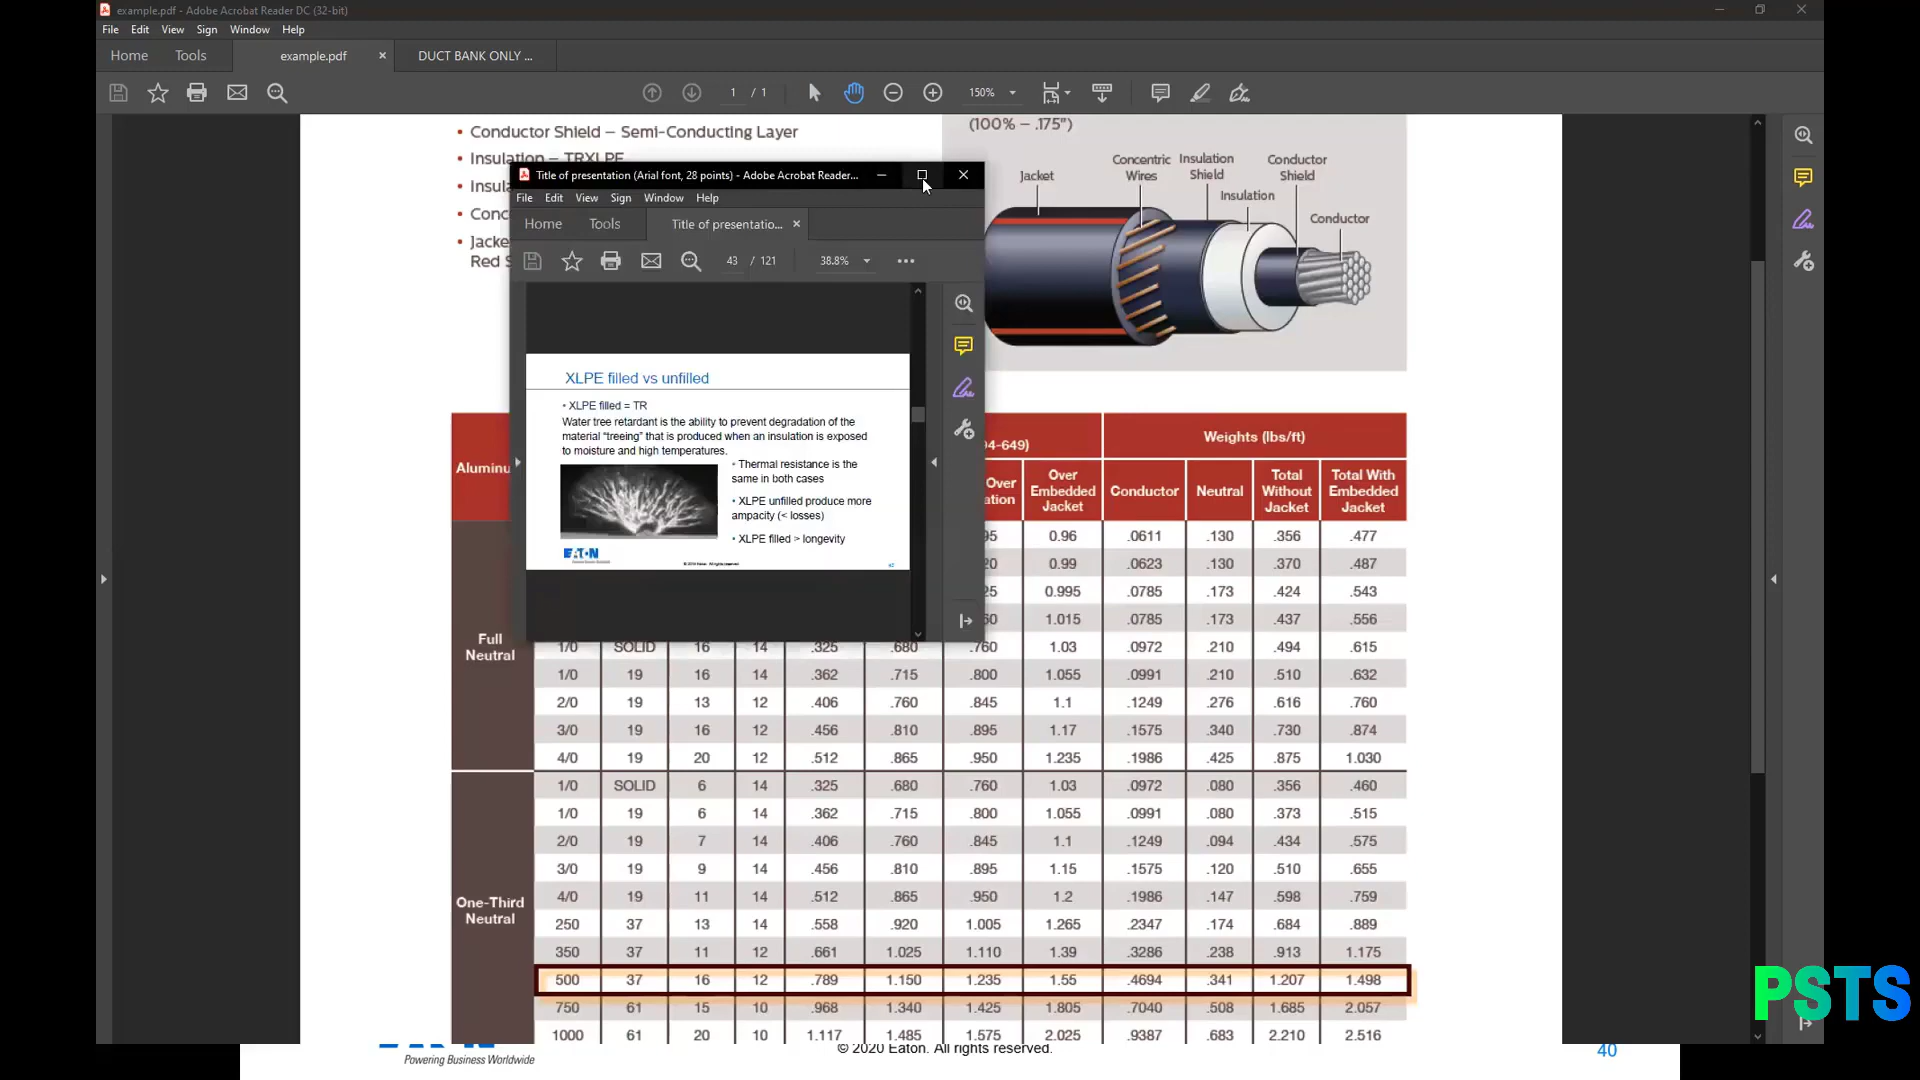 example.pdf - Adobe Acrobat Reader DC (32-bit)
File Edit View Sign Window Help
Home Tools example.pdf × DUCT BANK ONLY ...
1 / 1 150%
• Conductor Shield – Semi-Conducting Layer
• Insulation – TRXLPE
• Insul
• Conc
• Jacke
Red S
(100% – .175")
Jacket
Concentric Wires
Insulation Shield
Conductor Shield
Insulation
Conductor
Title of presentation (Arial font, 28 points) - Adobe Acrobat Reader...
File Edit View Sign Window Help
Home Tools Title of presentatio... ×
43 / 121 38.8%
XLPE filled vs unfilled
• XLPE filled = TR
Water tree retardant is the ability to prevent degradation of the
material "treeing" that is produced when an insulation is exposed
to moisture and high temperatures.
• Thermal resistance is the
same in both cases
• XLPE unfilled produce more
ampacity (< losses)
• XLPE filled > longevity
EATON
Aluminu
04-649) Weights (lbs/ft)
Over
ation
Over Embedded Jacket
Conductor
Neutral
Total Without Jacket
Total With Embedded Jacket
95 0.96 .0611 .130 .356 .477
20 0.99 .0623 .130 .370 .487
25 0.995 .0785 .173 .424 .543
60 1.015 .0785 .173 .437 .556
Full Neutral
1/0 SOLID 16 14 .325 .680 .760 1.03 .0972 .210 .494 .615
1/0 19 16 14 .362 .715 .800 1.055 .0991 .210 .510 .632
2/0 19 13 12 .406 .760 .845 1.1 .1249 .276 .616 .760
3/0 19 16 12 .456 .810 .895 1.17 .1575 .340 .730 .874
4/0 19 20 12 .512 .865 .950 1.235 .1986 .425 .875 1.030
One-Third Neutral
1/0 SOLID 6 14 .325 .680 .760 1.03 .0972 .080 .356 .460
1/0 19 6 14 .362 .715 .800 1.055 .0991 .080 .373 .515
2/0 19 7 14 .406 .760 .845 1.1 .1249 .094 .434 .575
3/0 19 9 14 .456 .810 .895 1.15 .1575 .120 .510 .655
4/0 19 11 14 .512 .865 .950 1.2 .1986 .147 .598 .759
250 37 13 14 .558 .920 1.005 1.265 .2347 .174 .684 .889
350 37 11 12 .661 1.025 1.110 1.39 .3286 .238 .913 1.175
500 37 16 12 .789 1.150 1.235 1.55 .4694 .341 1.207 1.498
750 61 15 10 .968 1.340 1.425 1.805 .7040 .508 1.685 2.057
1000 61 20 10 1.117 1.485 1.575 2.025 .9387 .683 2.210 2.516
PSTS
Powering Business Worldwide
© 2020 Eaton. All rights reserved.
40